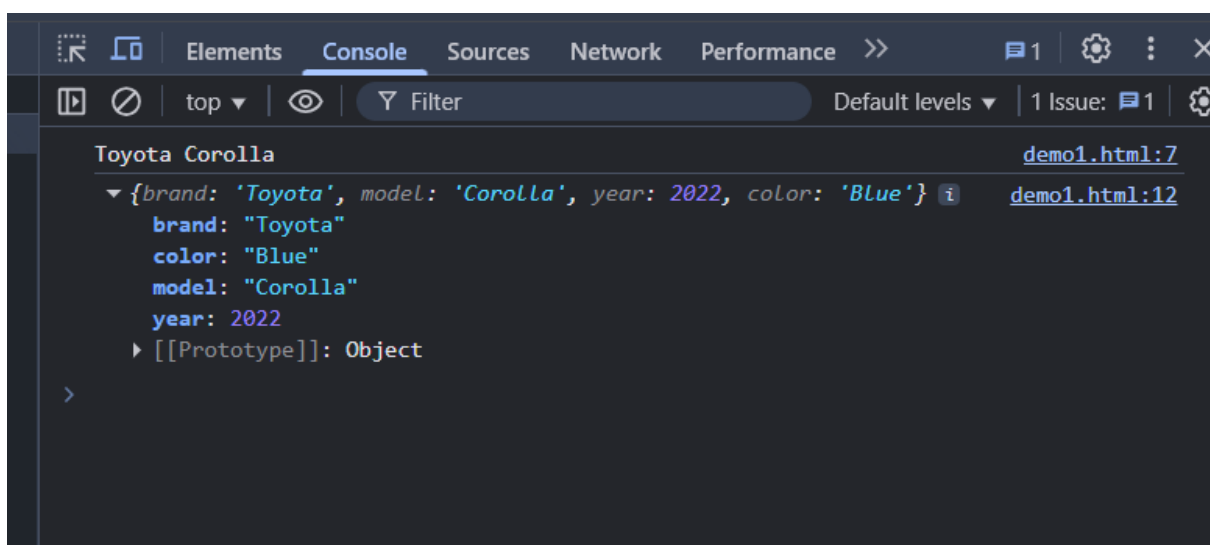 Elements Console Sources Network Performance 1
top Filter Default levels 1 Issue: 1
Toyota Corolla demo1.html:7
{brand: 'Toyota', model: 'Corolla', year: 2022, color: 'Blue'} i demo1.html:12
brand: "Toyota"
color: "Blue"
model: "Corolla"
year: 2022
[[Prototype]]: Object